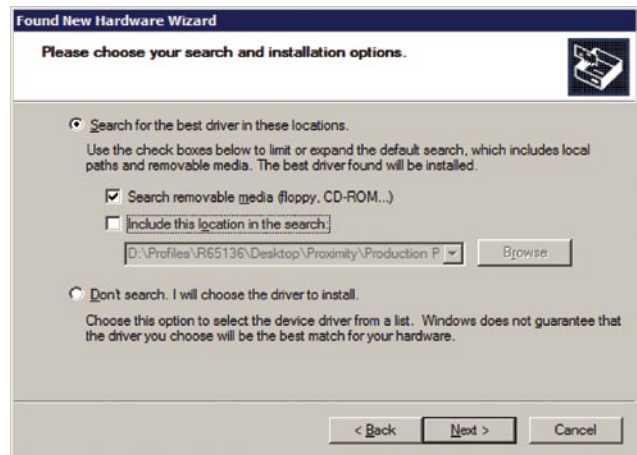 Found New Hardware Wizard
Please choose your search and installation options.
Search for the best driver in these locations.
Use the check boxes below to limit or expand the default search, which includes local
paths and removable media. The best driver found will be installed.
Search removable media (floppy, CD-ROM...)
Include this location in the search:
D:\Profiles\R65136\Desktop\Proximity\Production P
Browse
Don't search. I will choose the driver to install.
Choose this option to select the device driver from a list. Windows does not guarantee that
the driver you choose will be the best match for your hardware.
< Back Next > Cancel